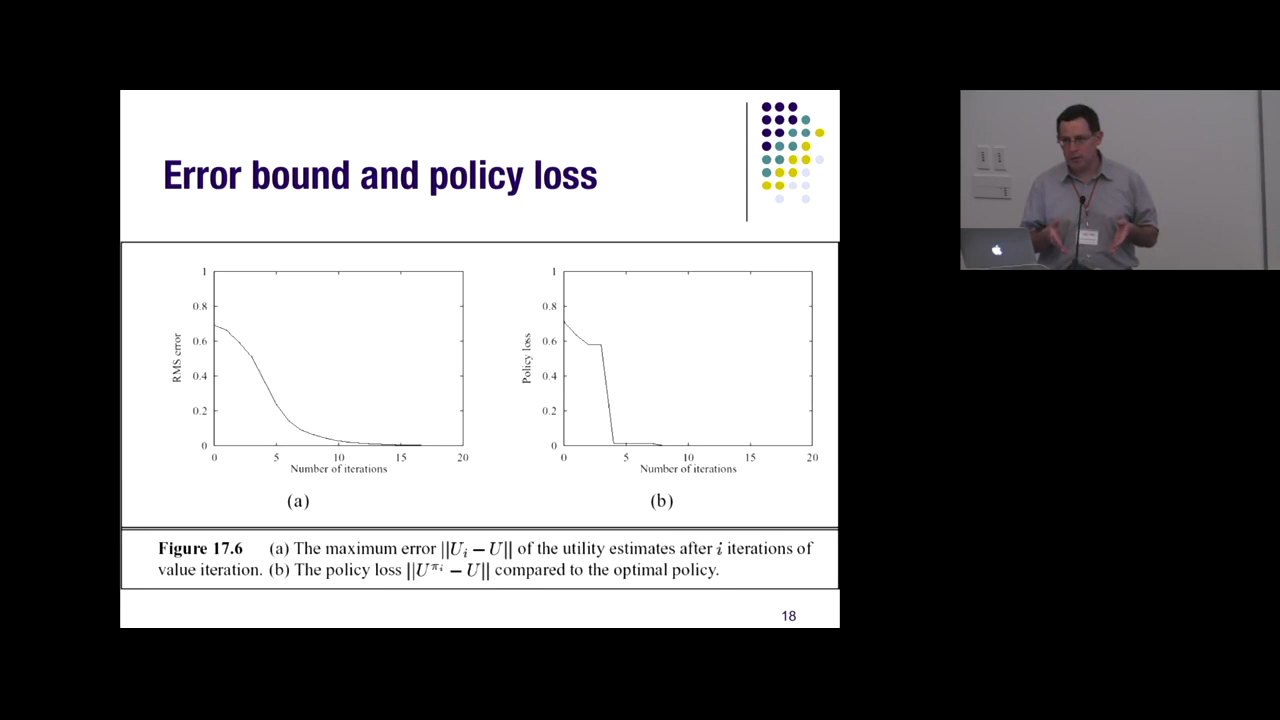 Error bound and policy loss
1
0.8
0.6
0.4
0.2
0
RMS error
0 5 10 15 20
Number of iterations
(a)
1
0.8
0.6
0.4
0.2
0
Policy loss
0 5 10 15 20
Number of iterations
(b)
Figure 17.6 (a) The maximum error ||Uᵢ − U|| of the utility estimates after i iterations of
value iteration. (b) The policy loss ||U^πᵢ − U|| compared to the optimal policy.
18